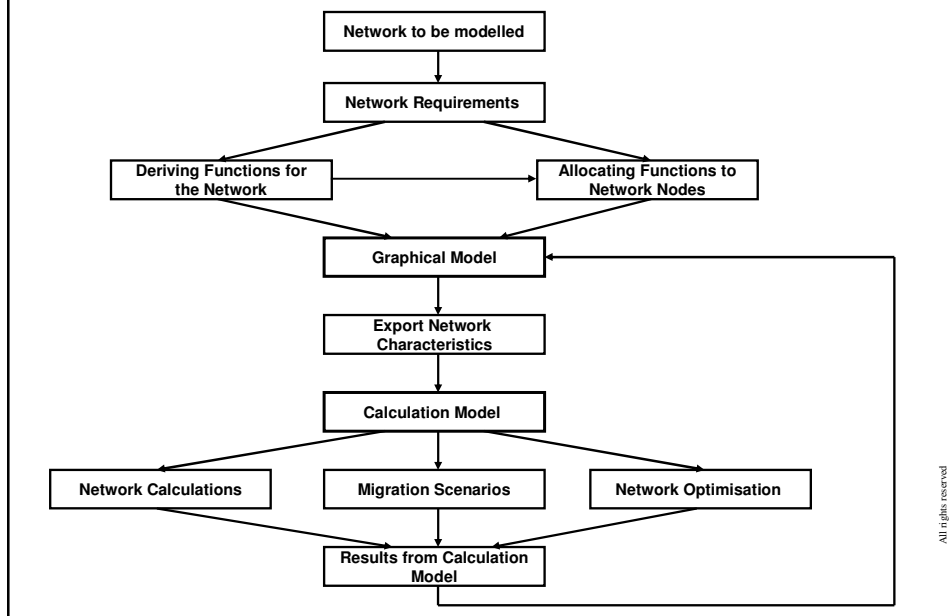 Network to be modelled
Network Requirements
Deriving Functions for
the Network
Allocating Functions to
Network Nodes
Graphical Model
Export Network
Characteristics
Calculation Model
Network Calculations
Migration Scenarios
Network Optimisation
Results from Calculation
Model
All rights reserved